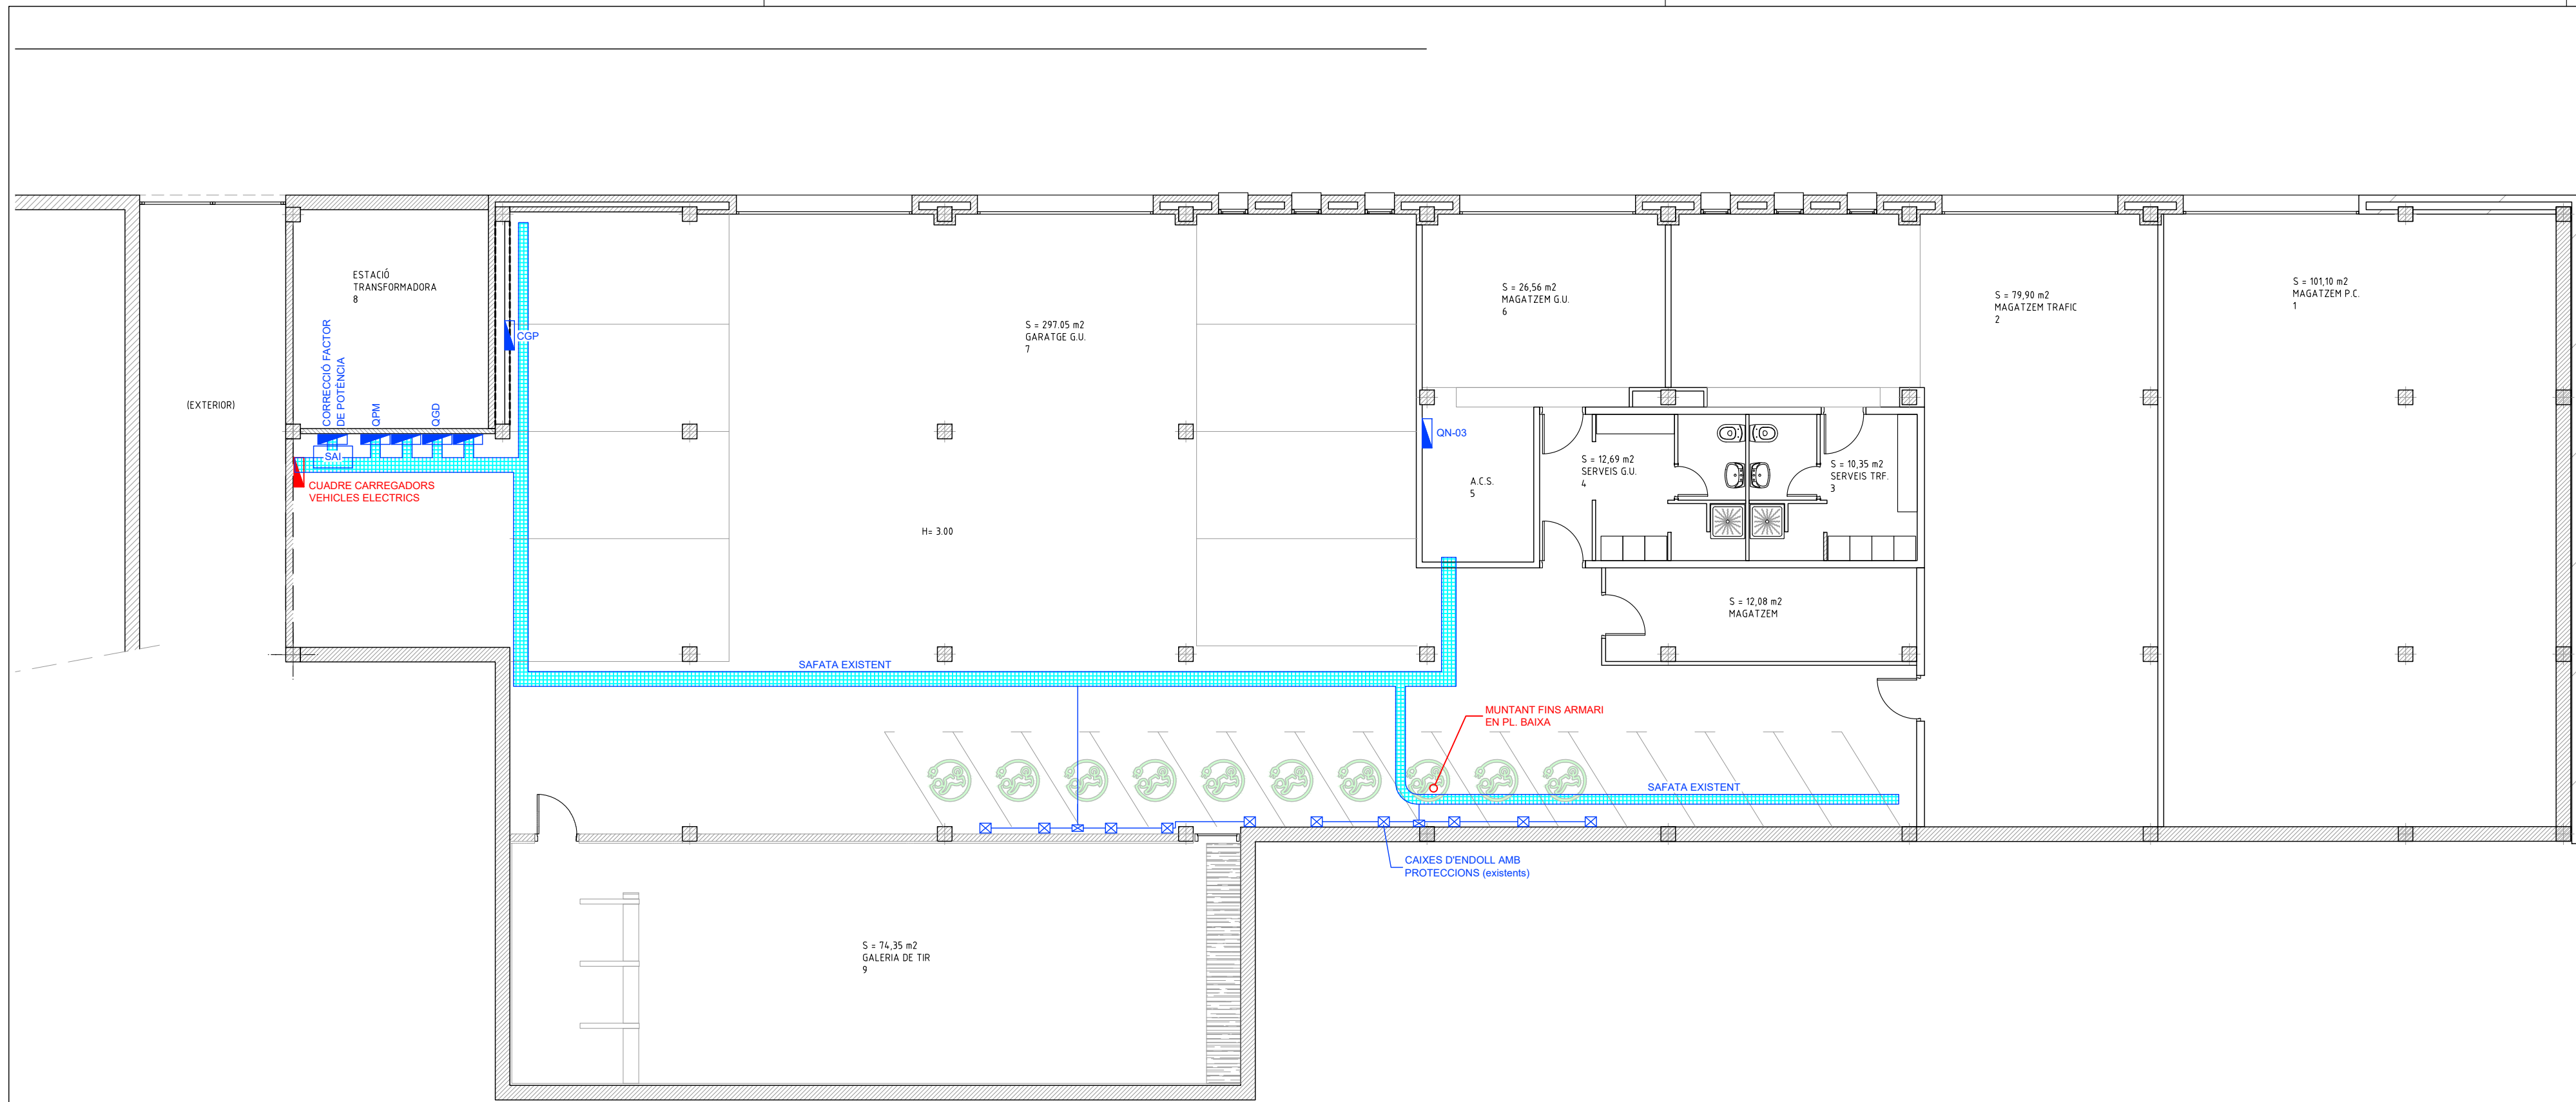 ESTACIÓ
TRANSFORMADORA
8
(EXTERIOR)
CORRECCIÓ FACTOR
DE POTÈNCIA
QPM
QGD
CGP
SAI
CUADRE CARREGADORS
VEHICLES ELECTRICS
S = 297.05 m2
GARATGE G.U.
7
H= 3.00
S = 26,56 m2
MAGATZEM G.U.
6
S = 79,90 m2
MAGATZEM TRAFIC
2
S = 101,10 m2
MAGATZEM P.C.
1
QN-03
A.C.S.
5
S = 12,69 m2
SERVEIS G.U.
4
S = 10,35 m2
SERVEIS TRF.
3
S = 12,08 m2
MAGATZEM
SAFATA EXISTENT
MUNTANT FINS ARMARI
EN PL. BAIXA
SAFATA EXISTENT
CAIXES D'ENDOLL AMB
PROTECCIONS (existents)
S = 74,35 m2
GALERIA DE TIR
9